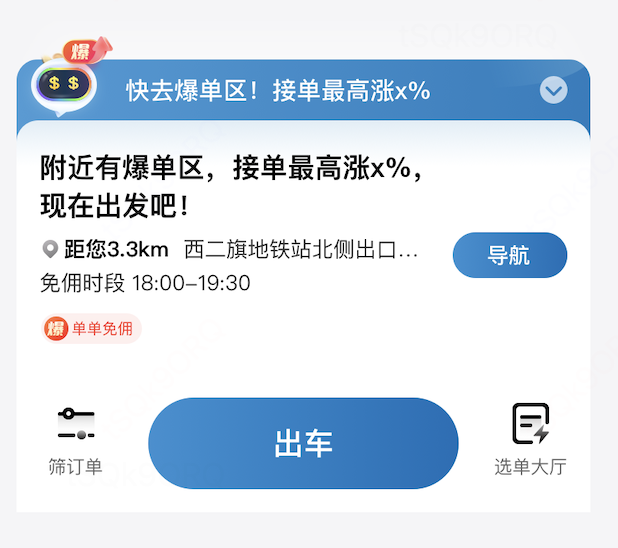 爆
$ $
快去爆单区！接单最高涨x%
附近有爆单区，接单最高涨x%，
现在出发吧！
距您3.3km 西二旗地铁站北侧出口...
导航
免佣时段 18:00-19:30
爆 单单免佣
筛订单
出车
选单大厅